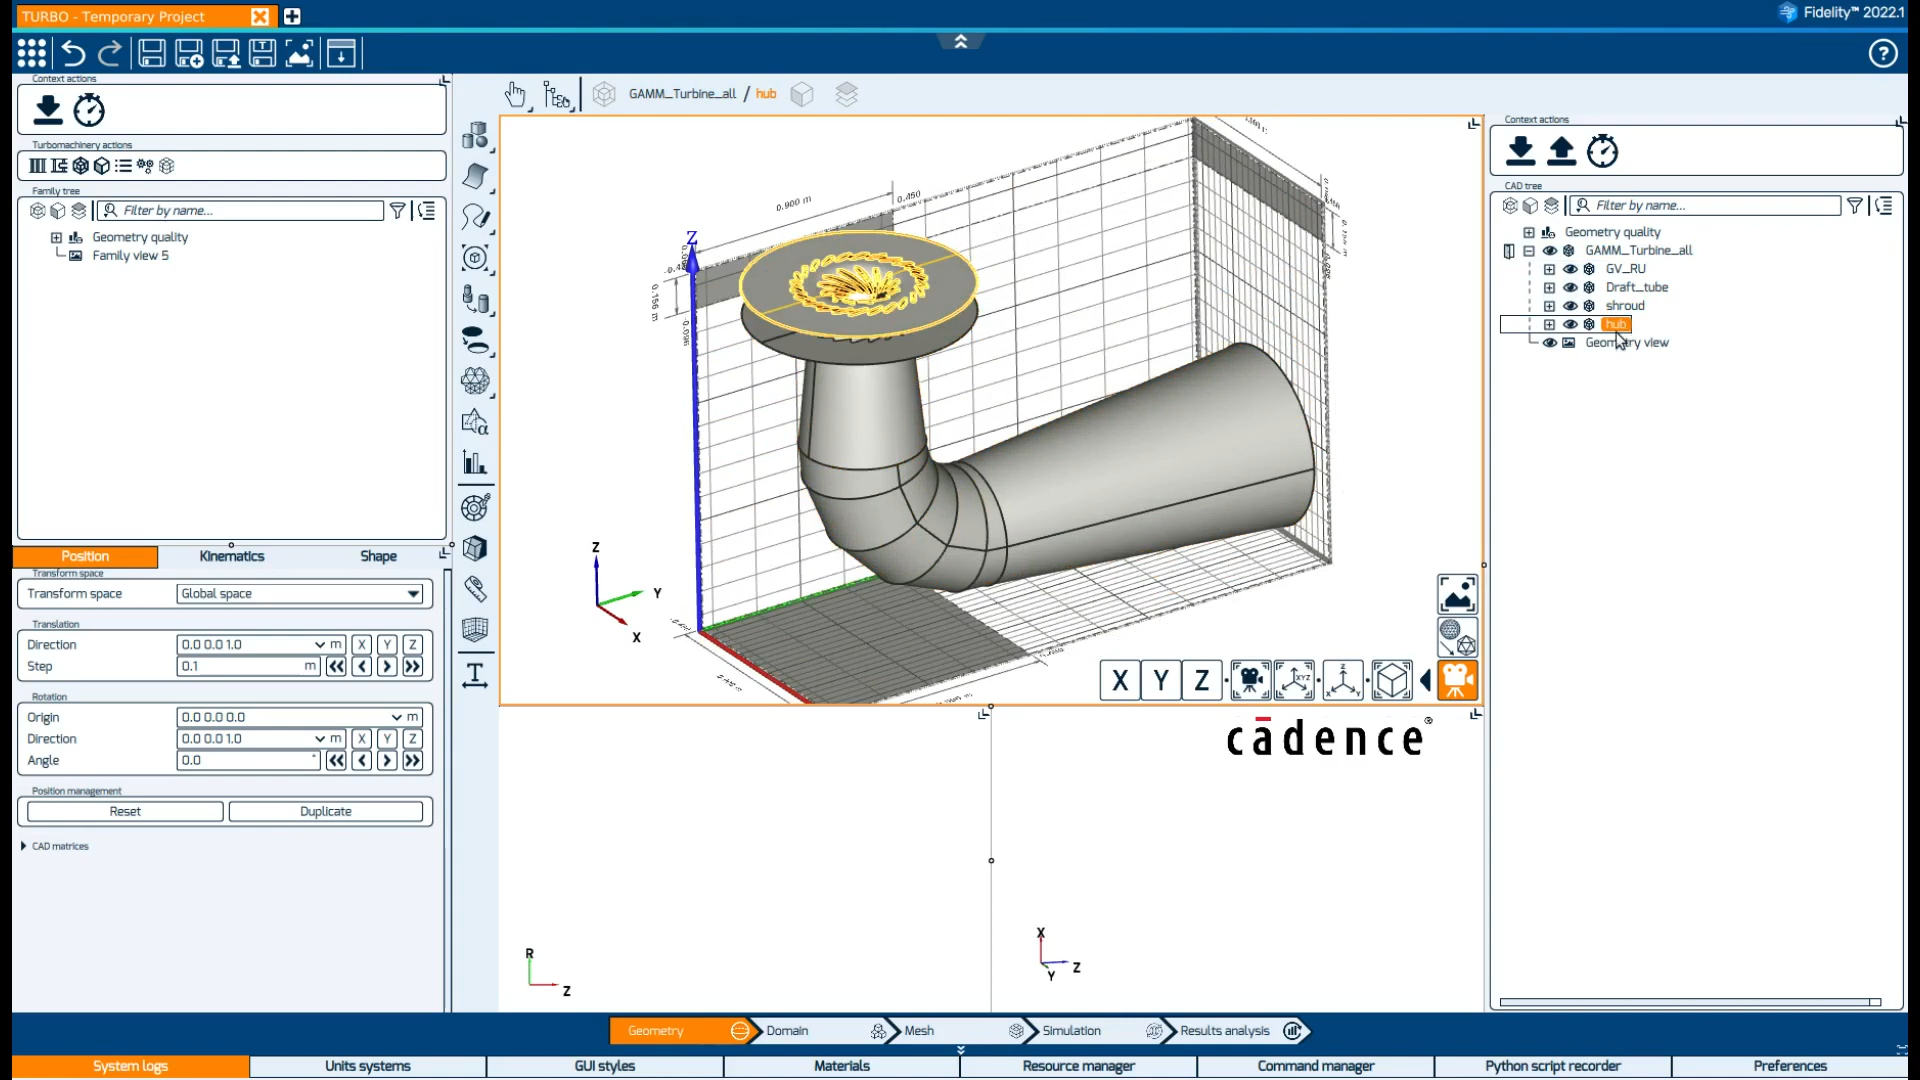 TURBO - Temporary Project
Fidelity™ 2022.1
Context actions
Turbomachinery actions
Family tree
Filter by name...
Geometry quality
Family view 5
Position
Kinematics
Shape
Transform space
Transform space
Global space
Translation
Direction
0.0 0.0 1.0
m
X
Y
Z
Step
0.1
m
Rotation
Origin
0.0 0.0 0.0
m
Direction
0.0 0.0 1.0
m
X
Y
Z
Angle
0.0
°
Position management
Reset
Duplicate
CAD matrices
GAMM_Turbine_all / hub
0.900 m
0.450
0.156 m
-0.096
Z
Z
Y
X
X
Y
Z
cadence®
R
Z
X
Y
Z
Context actions
CAD tree
Filter by name...
Geometry quality
GAMM_Turbine_all
GV_RU
Draft_tube
shroud
hub
Geometry view
Geometry
Domain
Mesh
Simulation
Results analysis
System logs
Units systems
GUI styles
Materials
Resource manager
Command manager
Python script recorder
Preferences